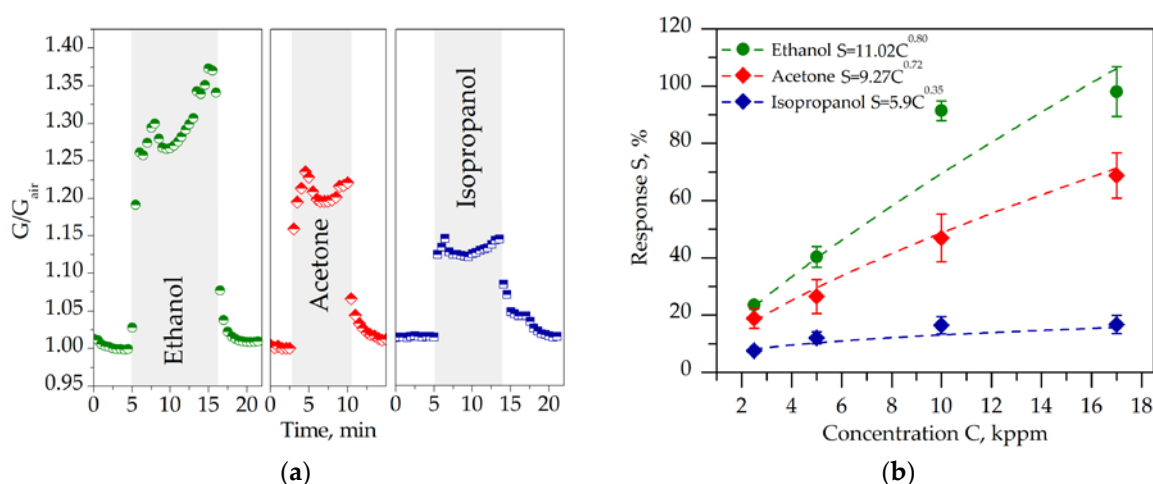 1.40
1.35
1.30
1.25
1.20
1.15
1.10
1.05
1.00
0.95
G/G_air
Ethanol
Acetone
Isopropanol
0 5 10 15 20 0 5 10 0 5 10 15 20
Time, min
(a)
120
100
80
60
40
20
0
Response S, %
Ethanol S=11.02C^0.80
Acetone S=9.27C^0.72
Isopropanol S=5.9C^0.35
2 4 6 8 10 12 14 16 18
Concentration C, kppm
(b)